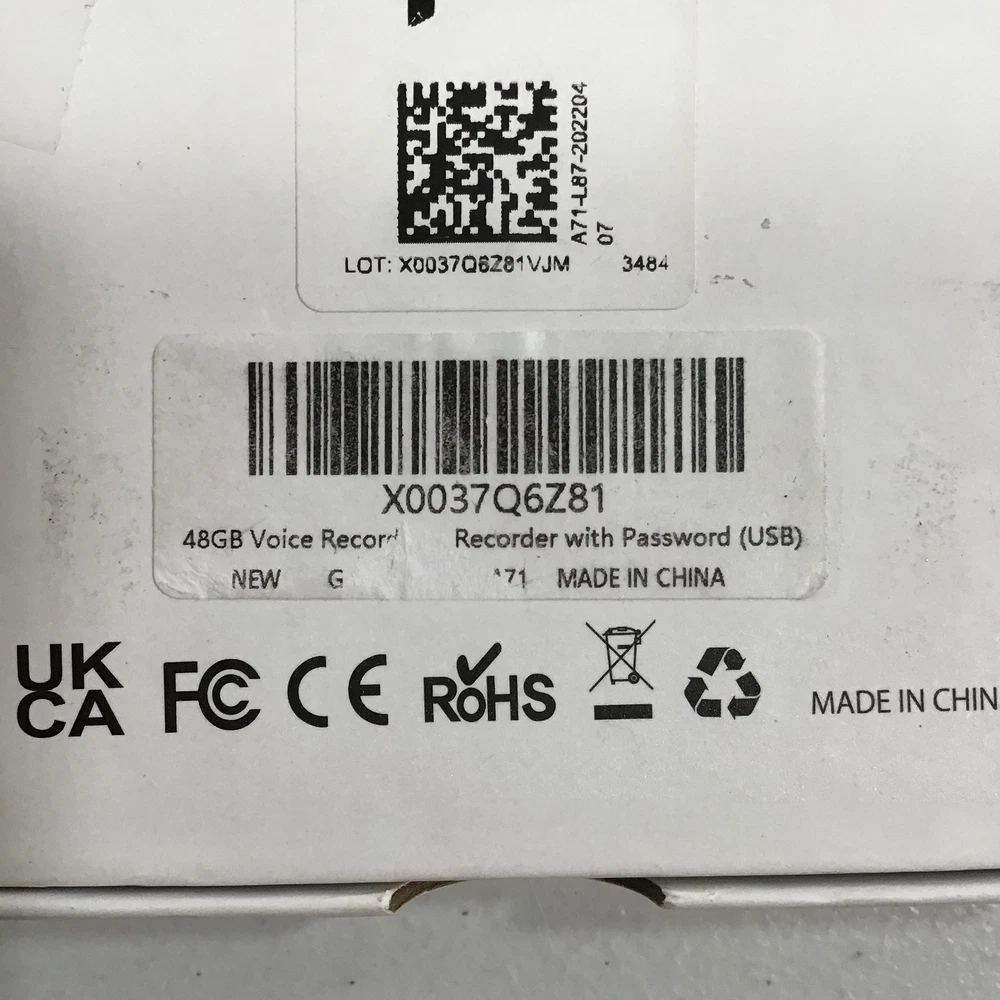 A71-L87-202204
07
LOT: X0037Q6Z81VJM 3484
X0037Q6Z81
48GB Voice Recorder with Password (USB)
NEW G 71 MADE IN CHINA
UK
CA FC CE RoHS MADE IN CHIN